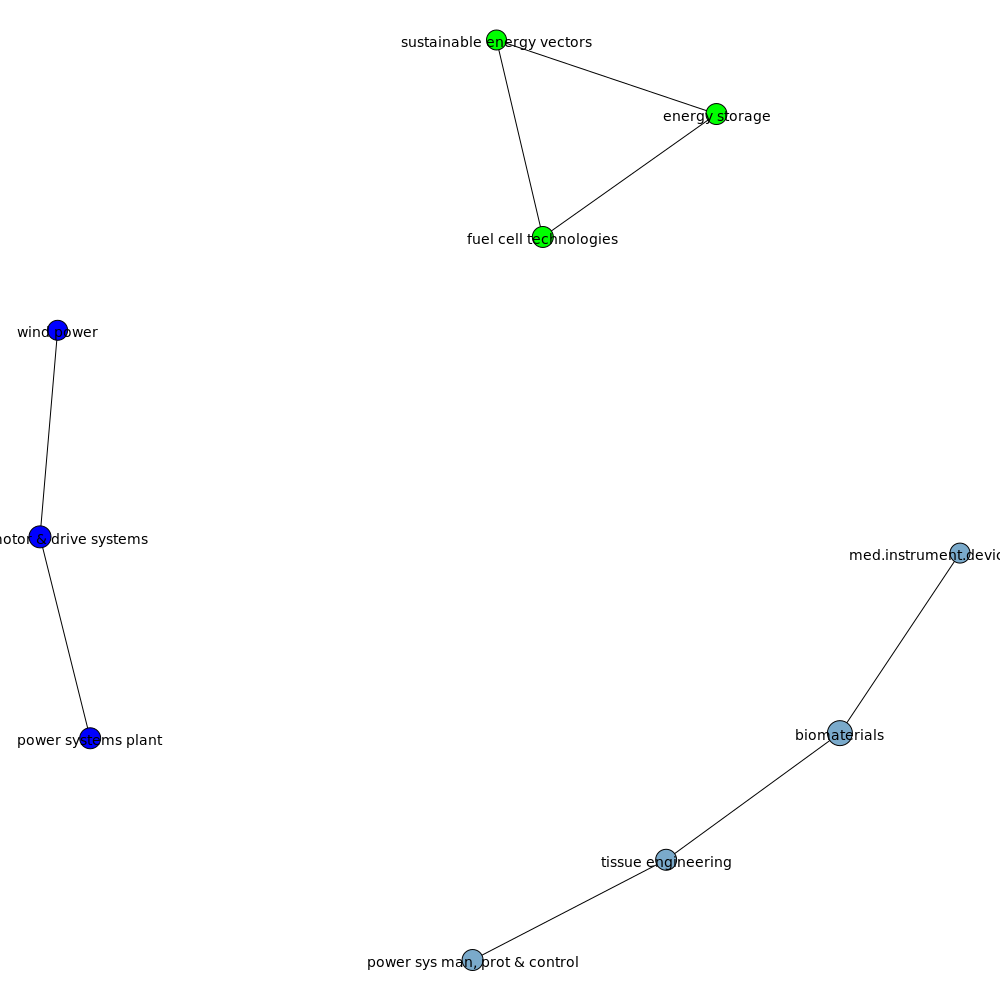 sustainable energy vectors
energy storage
fuel cell technologies
wind power
motor & drive systems
med.instrument.devic
power systems plant
biomaterials
tissue engineering
power sys man, prot & control